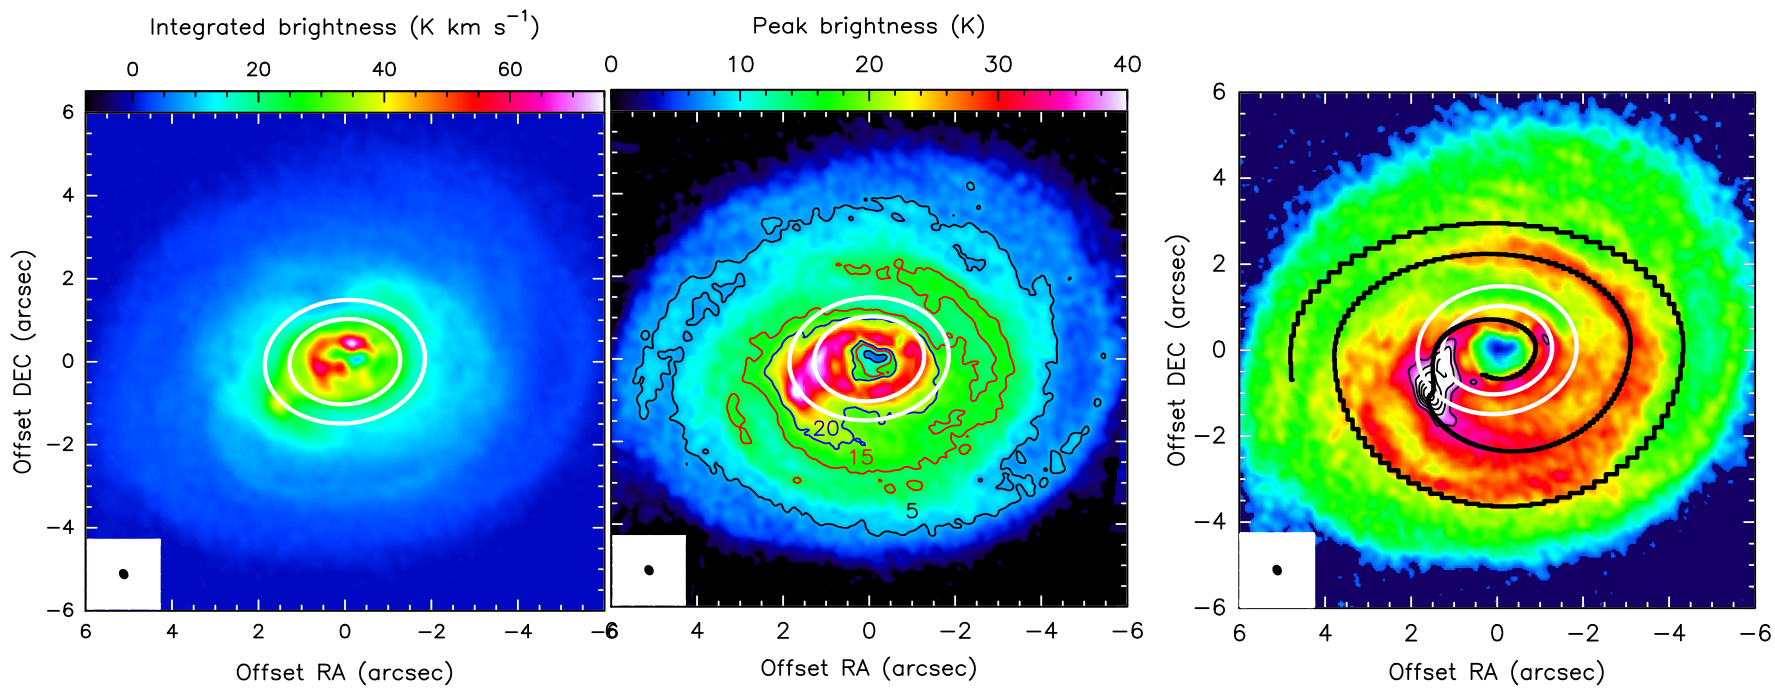 Integrated brightness (K km s⁻¹)
0 20 40 60
6
4
2
0
−2
−4
−6
6 4 2 0 −2 −4 −6
Offset DEC (arcsec)
Offset RA (arcsec)
Peak brightness (K)
0 10 20 30 40
20
15
5
6 4 2 0 −2 −4 −6
Offset RA (arcsec)
6
4
2
0
−2
−4
−6
6 4 2 0 −2 −4 −6
Offset DEC (arcsec)
Offset RA (arcsec)